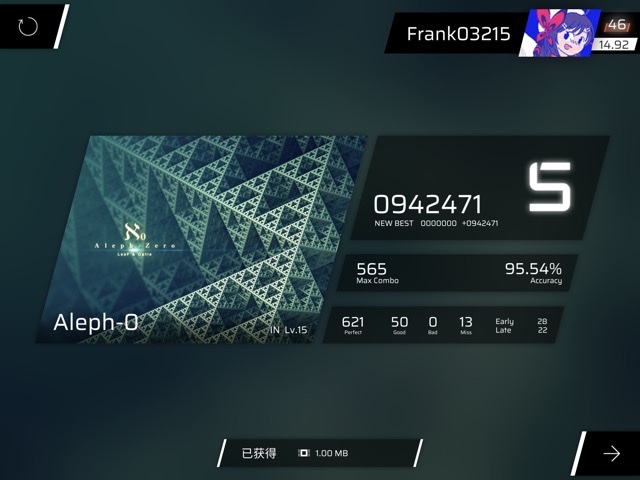 Frank03215
46
14.92
ℵ0
Aleph-Zero
LeaF & Optie
Aleph-0
IN Lv.15
0942471
NEW BEST 0000000 +0942471
S
565
Max Combo
95.54%
Accuracy
621 50 0 13
Perfect Good Bad Miss
Early 28
Late 22
已获得 1.00 MB